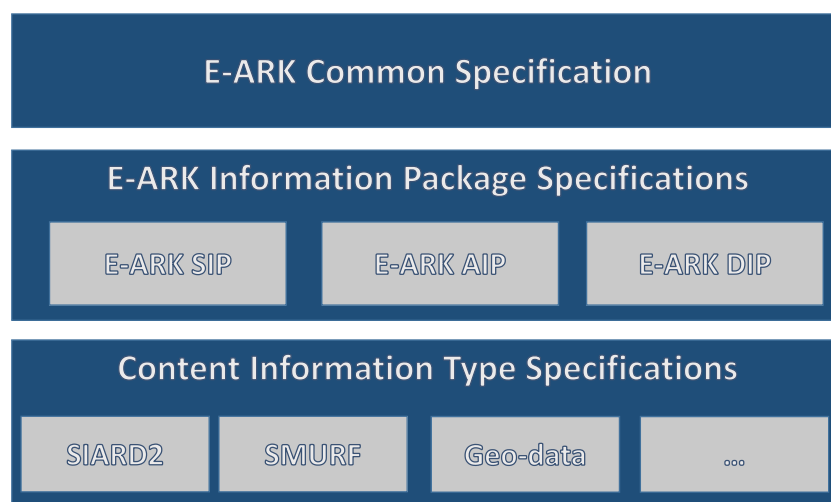 E-ARK Common Specification
E-ARK Information Package Specifications
E-ARK SIP
E-ARK AIP
E-ARK DIP
Content Information Type Specifications
SIARD2
SMURF
Geo-data
...